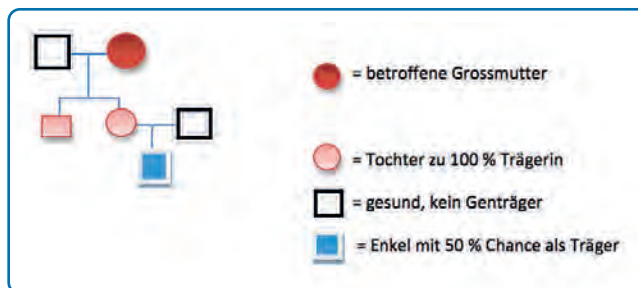 = betroffene Grossmutter
= Tochter zu 100 % Trägerin
= gesund, kein Genträger
= Enkel mit 50 % Chance als Träger